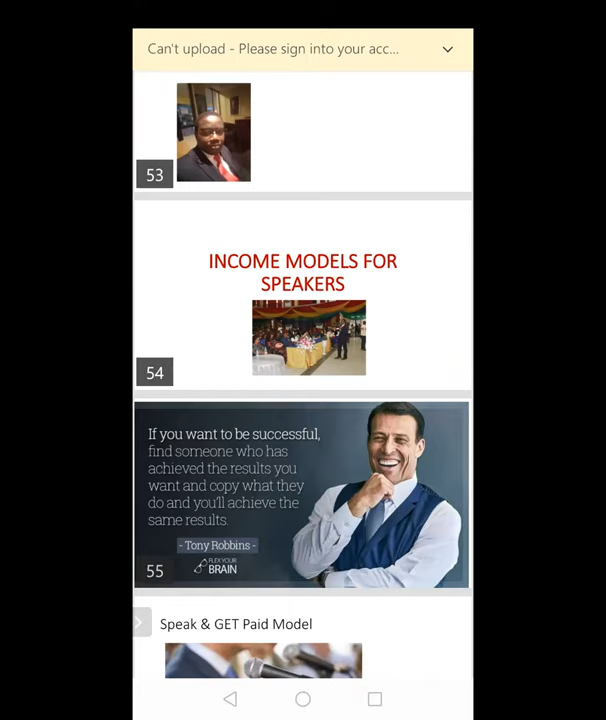 Can't upload - Please sign into your acc...
53
INCOME MODELS FOR
SPEAKERS
54
If you want to be successful,
find someone who has
achieved the results you
want and copy what they
do and you'll achieve the
same results.
- Tony Robbins -
FLEX YOUR
BRAIN
55
Speak & GET Paid Model